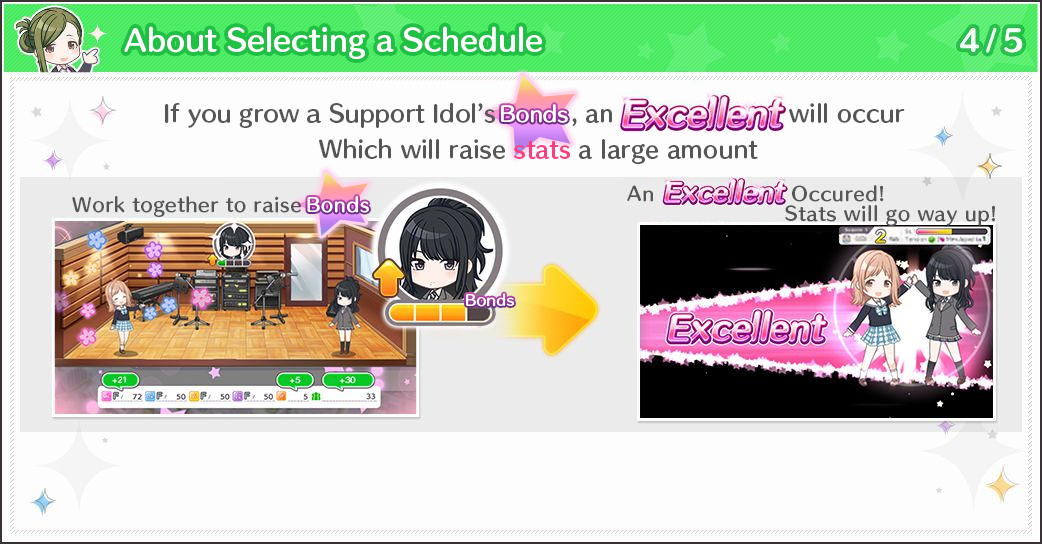 About Selecting a Schedule
4/5
If you grow a Support Idol's Bonds, an Excellent will occur
Which will raise stats a large amount
Work together to raise Bonds
An Excellent Occured!
Stats will go way up!
Bonds
Excellent
2
+21
+5
+30
F 72 F 50 F 50 F 50 5 33